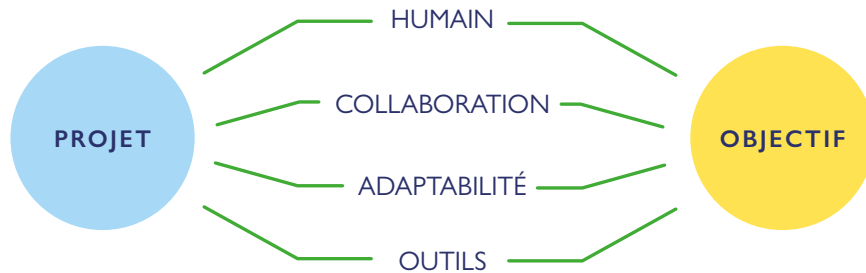 HUMAIN
COLLABORATION
PROJET
OBJECTIF
ADAPTABILITÉ
OUTILS